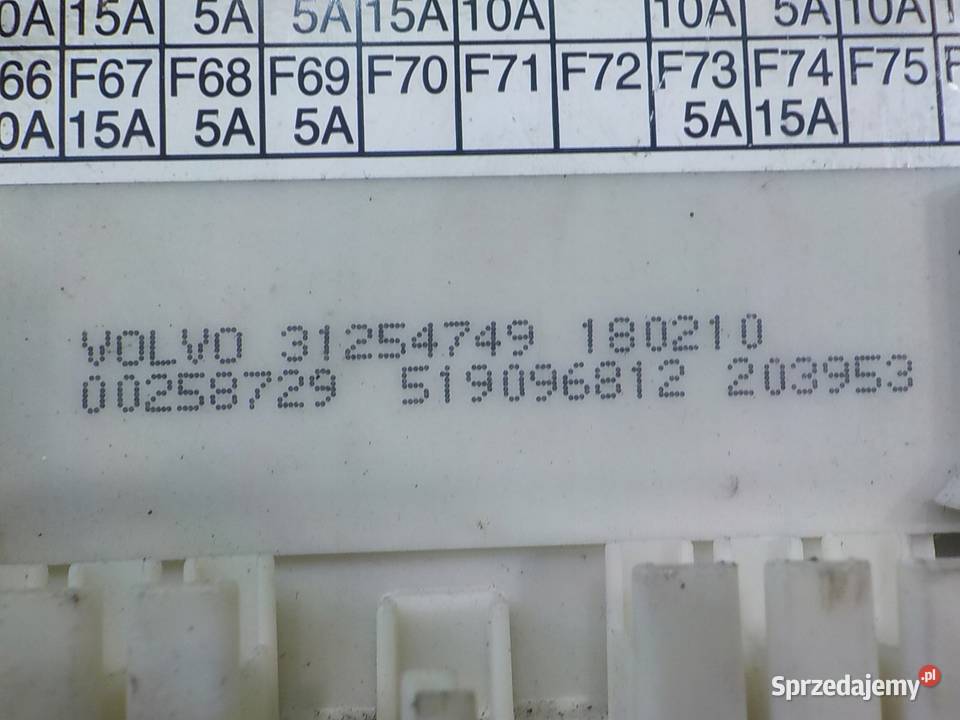 0A 15A 5A 5A 15A 10A 10A 5A 10A
66 F67 F68 F69 F70 F71 F72 F73 F74 F75 F
0A 15A 5A 5A 5A 15A
VOLVO 31254749 180210
00258729 519096812 203953
Sprzedajemy.pl